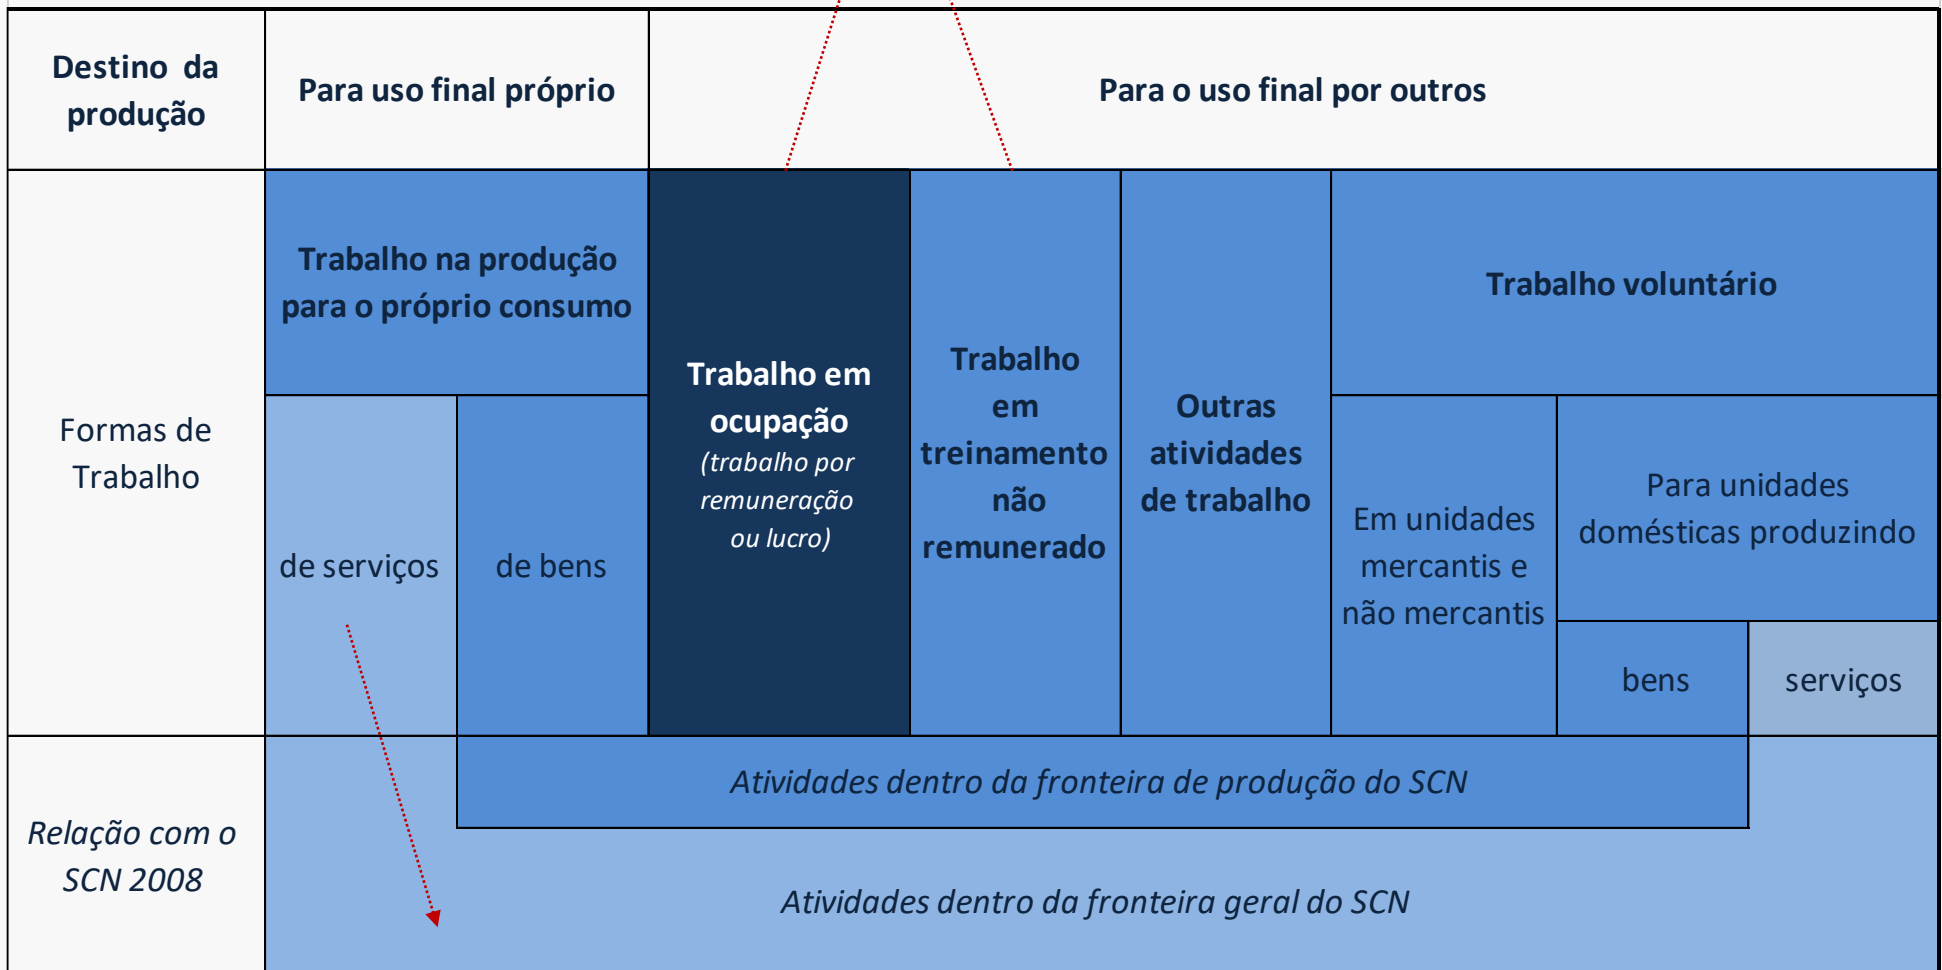 Destino da
produção
Para uso final próprio
Para o uso final por outros
Formas de
Trabalho
Trabalho na produção
para o próprio consumo
de serviços
de bens
Trabalho em
ocupação
(trabalho por
remuneração
ou lucro)
Trabalho
em
treinamento
não
remunerado
Outras
atividades
de trabalho
Trabalho voluntário
Em unidades
mercantis e
não mercantis
Para unidades
domésticas produzindo
bens
serviços
Relação com o
SCN 2008
Atividades dentro da fronteira de produção do SCN
Atividades dentro da fronteira geral do SCN